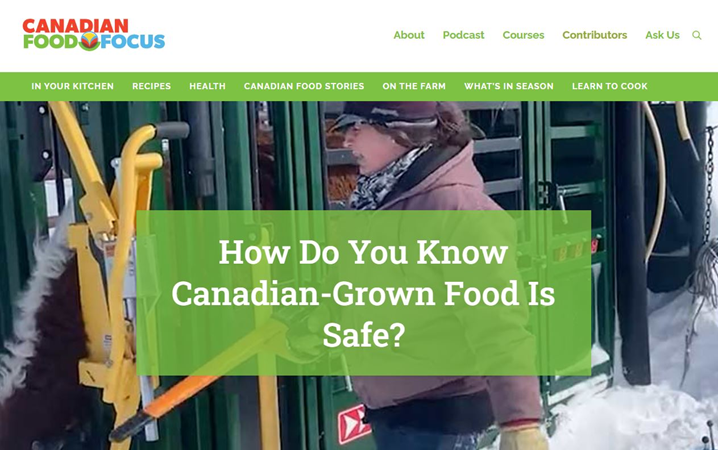 CANADIAN
FOOD FOCUS
About Podcast Courses Contributors Ask Us
IN YOUR KITCHEN RECIPES HEALTH CANADIAN FOOD STORIES ON THE FARM WHAT'S IN SEASON LEARN TO COOK
How Do You Know
Canadian-Grown Food Is
Safe?